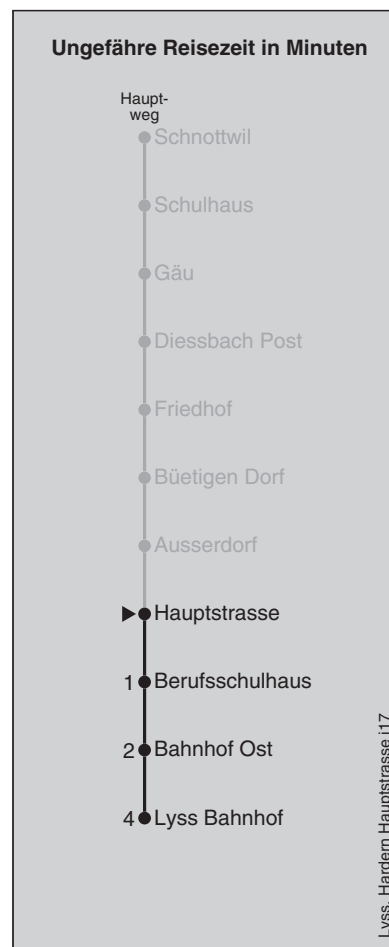 Ungefähre Reisezeit in Minuten
Haupt-
weg
Schnottwil
Schulhaus
Gäu
Diessbach Post
Friedhof
Büetigen Dorf
Ausserdorf
Hauptstrasse
1 Berufsschulhaus
2 Bahnhof Ost
4 Lyss Bahnhof
Lyss, Hardern Hauptstrasse j17